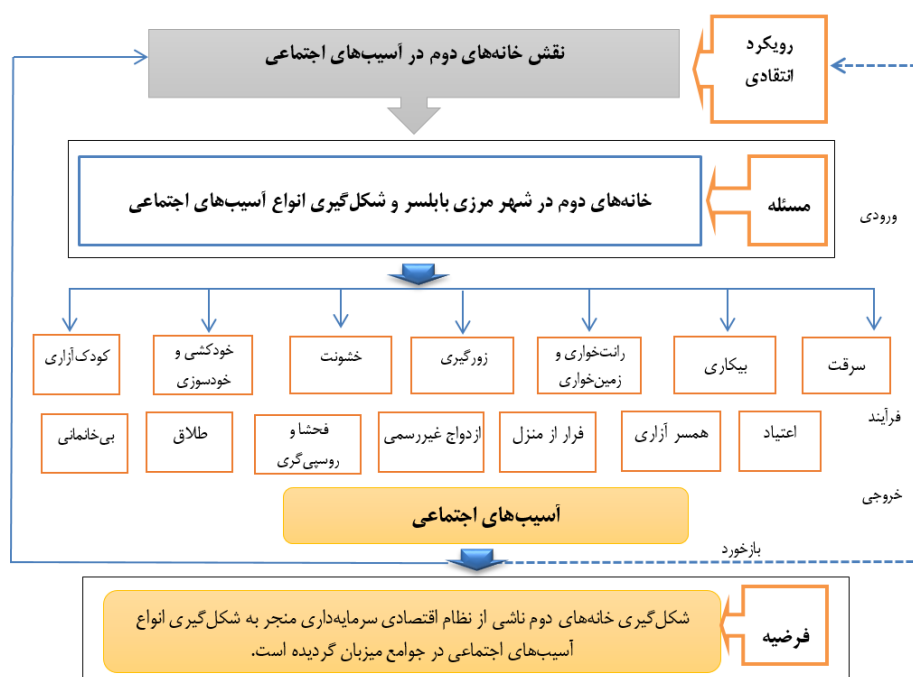 رویکرد
انتقادی
نقش خانه‌های دوم در آسیب‌های اجتماعی
مسئله
خانه‌های دوم در شهر مرزی بابلسر و شکل‌گیری انواع آسیب‌های اجتماعی
ورودی
سرقت
بیکاری
رانت‌خواری و
زمین‌خواری
زورگیری
خشونت
خودکشی و
خودسوزی
کودک‌آزاری
فرآیند
اعتیاد
همسر آزاری
فرار از منزل
ازدواج غیررسمی
فحشا و
روسپی‌گری
طلاق
بی‌خانمانی
خروجی
آسیب‌های اجتماعی
بازخورد
فرضیه
شکل‌گیری خانه‌های دوم ناشی از نظام اقتصادی سرمایه‌داری منجر به شکل‌گیری انواع
آسیب‌های اجتماعی در جوامع میزبان گردیده است.